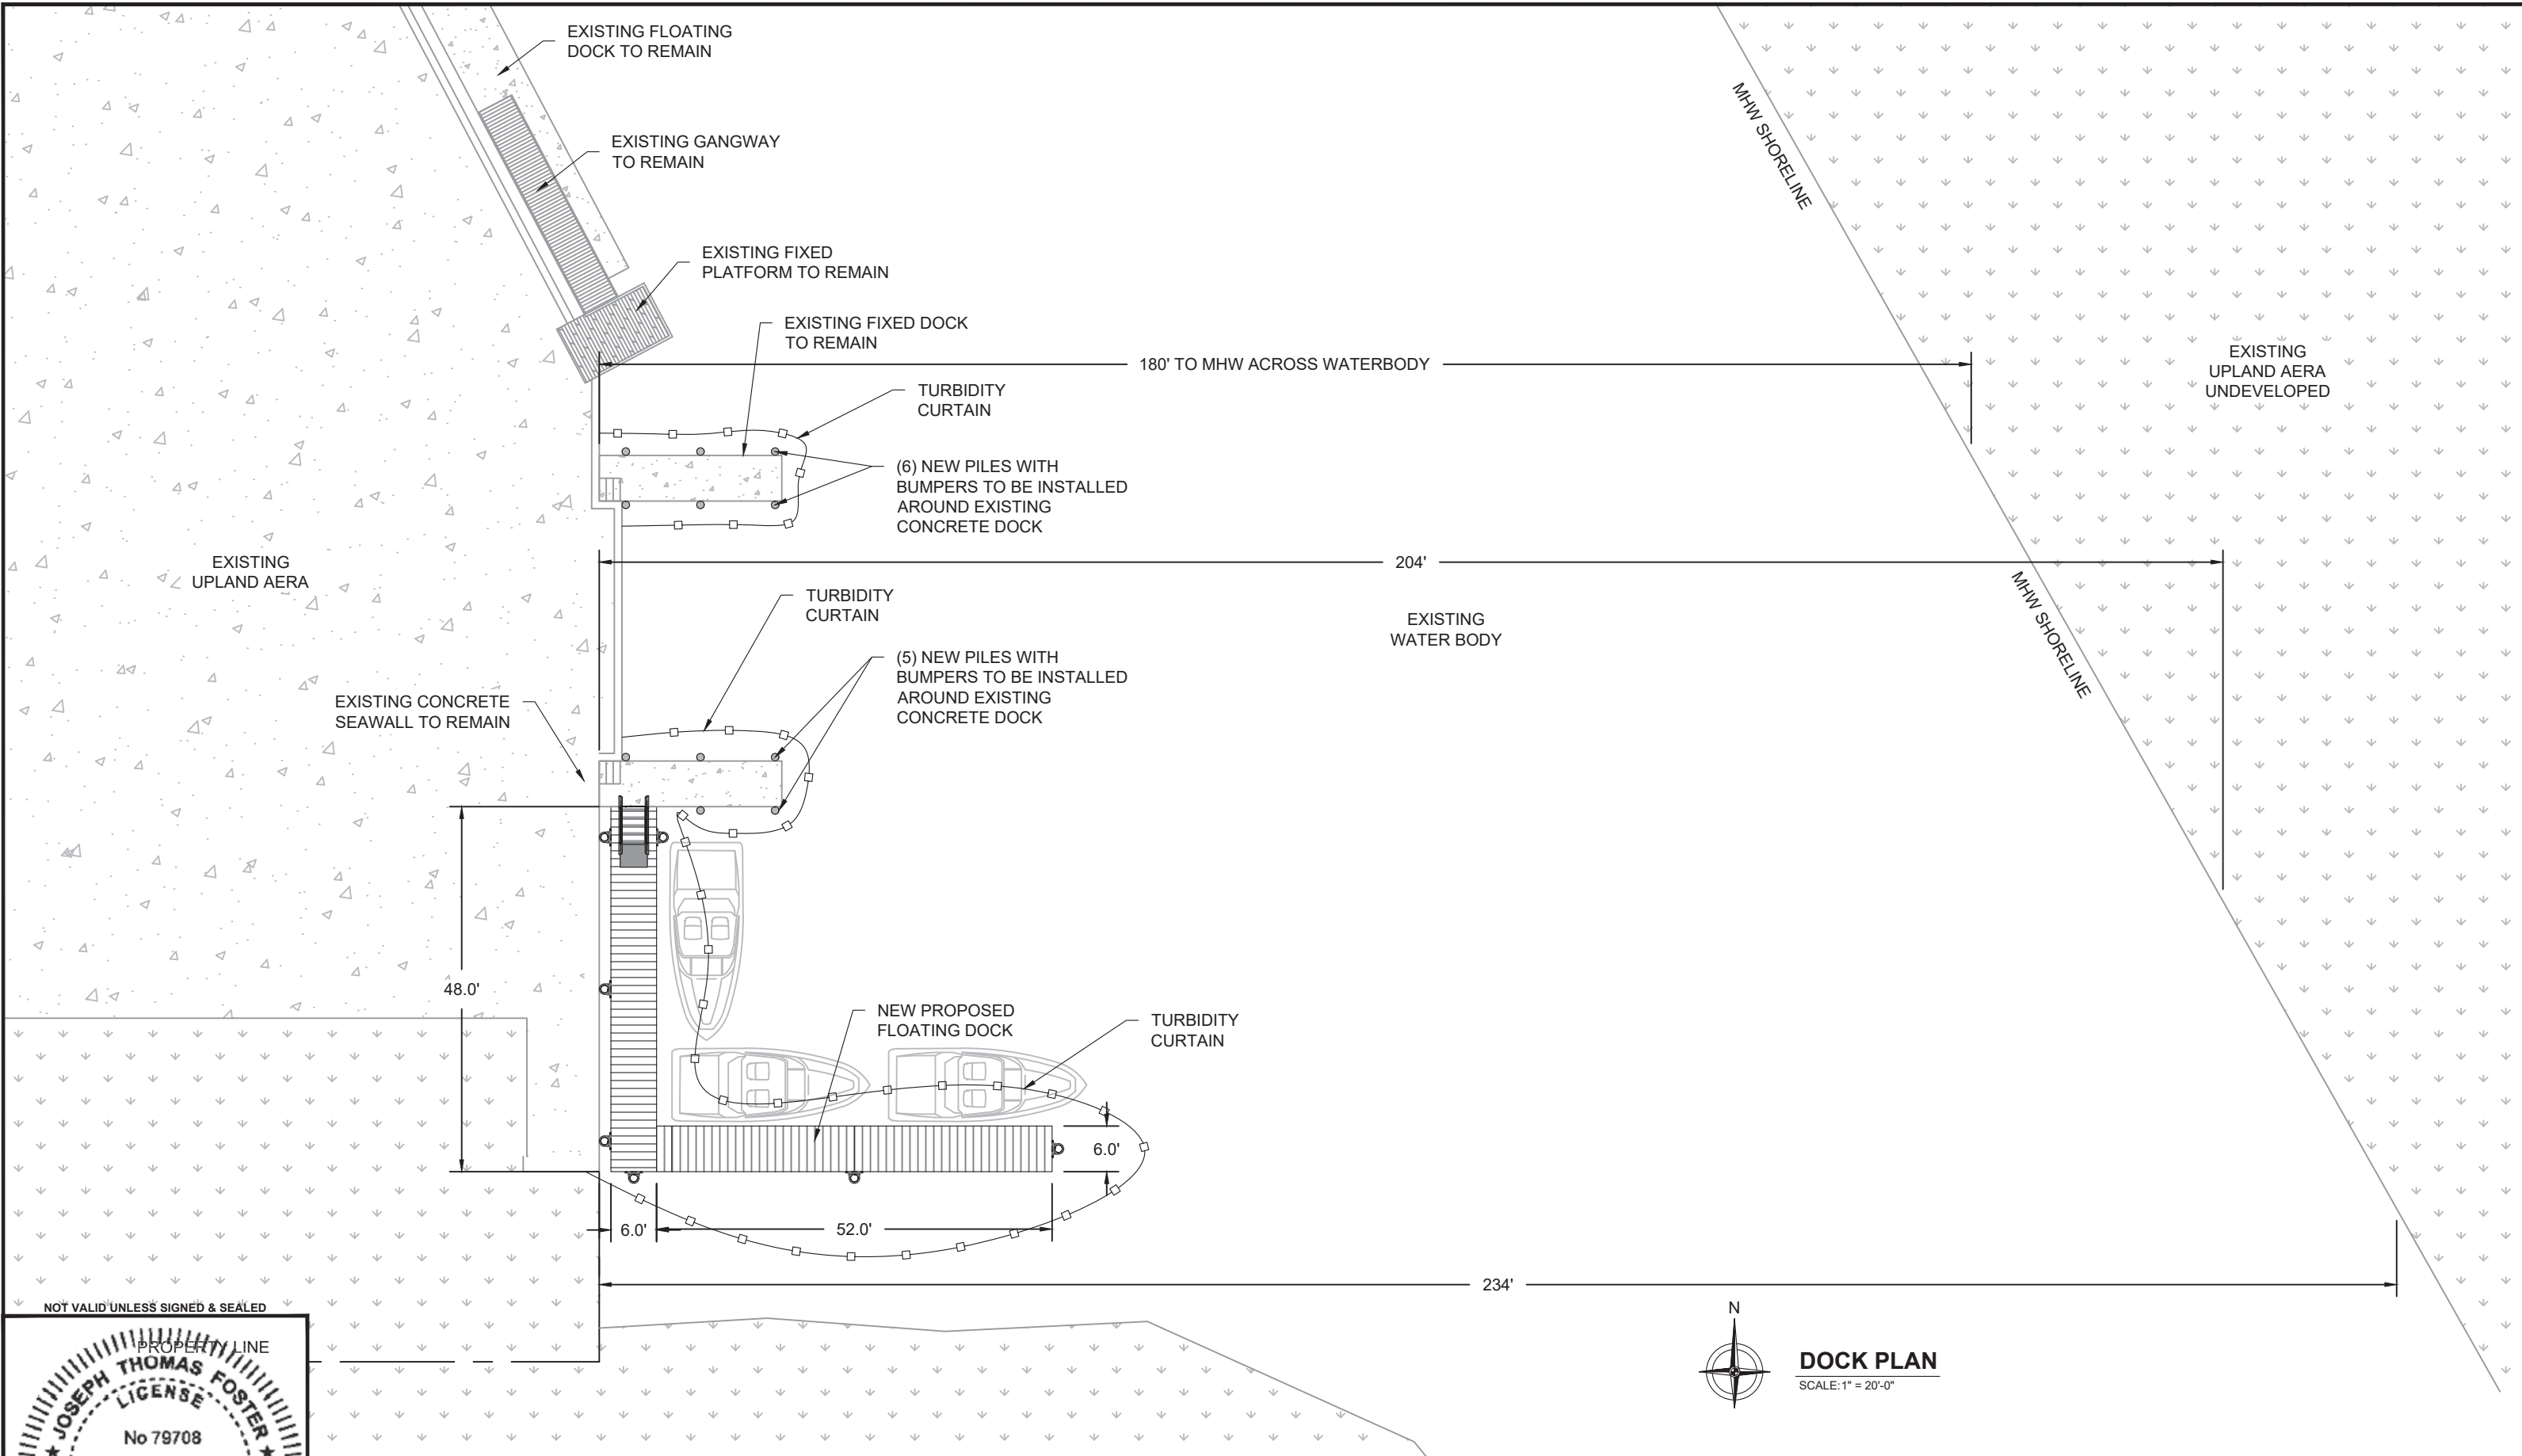 EXISTING FLOATING
DOCK TO REMAIN
EXISTING GANGWAY
TO REMAIN
MHW SHORELINE
EXISTING FIXED
PLATFORM TO REMAIN
EXISTING FIXED DOCK
TO REMAIN
180' TO MHW ACROSS WATERBODY
EXISTING
UPLAND AERA
UNDEVELOPED
TURBIDITY
CURTAIN
(6) NEW PILES WITH
BUMPERS TO BE INSTALLED
AROUND EXISTING
CONCRETE DOCK
EXISTING
UPLAND AERA
204'
TURBIDITY
CURTAIN
EXISTING
WATER BODY
MHW SHORELINE
(5) NEW PILES WITH
BUMPERS TO BE INSTALLED
AROUND EXISTING
CONCRETE DOCK
EXISTING CONCRETE
SEAWALL TO REMAIN
48.0'
NEW PROPOSED
FLOATING DOCK
TURBIDITY
CURTAIN
6.0'
6.0'
52.0'
234'
NOT VALID UNLESS SIGNED & SEALED
PROPERTY LINE
JOSEPH THOMAS FOSTER
LICENSE
No 79708
N
DOCK PLAN
SCALE:1" = 20'-0"